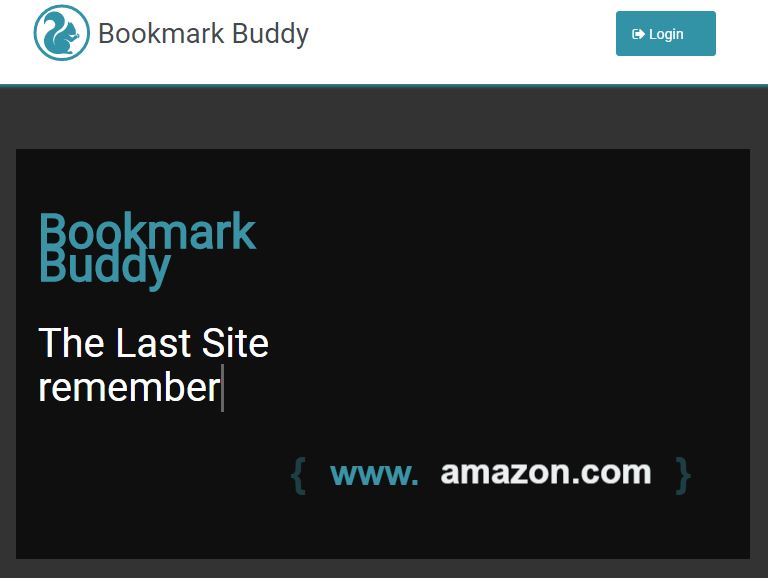 Bookmark Buddy
Login
Bookmark
Buddy
The Last Site
remember
{ www. amazon.com }